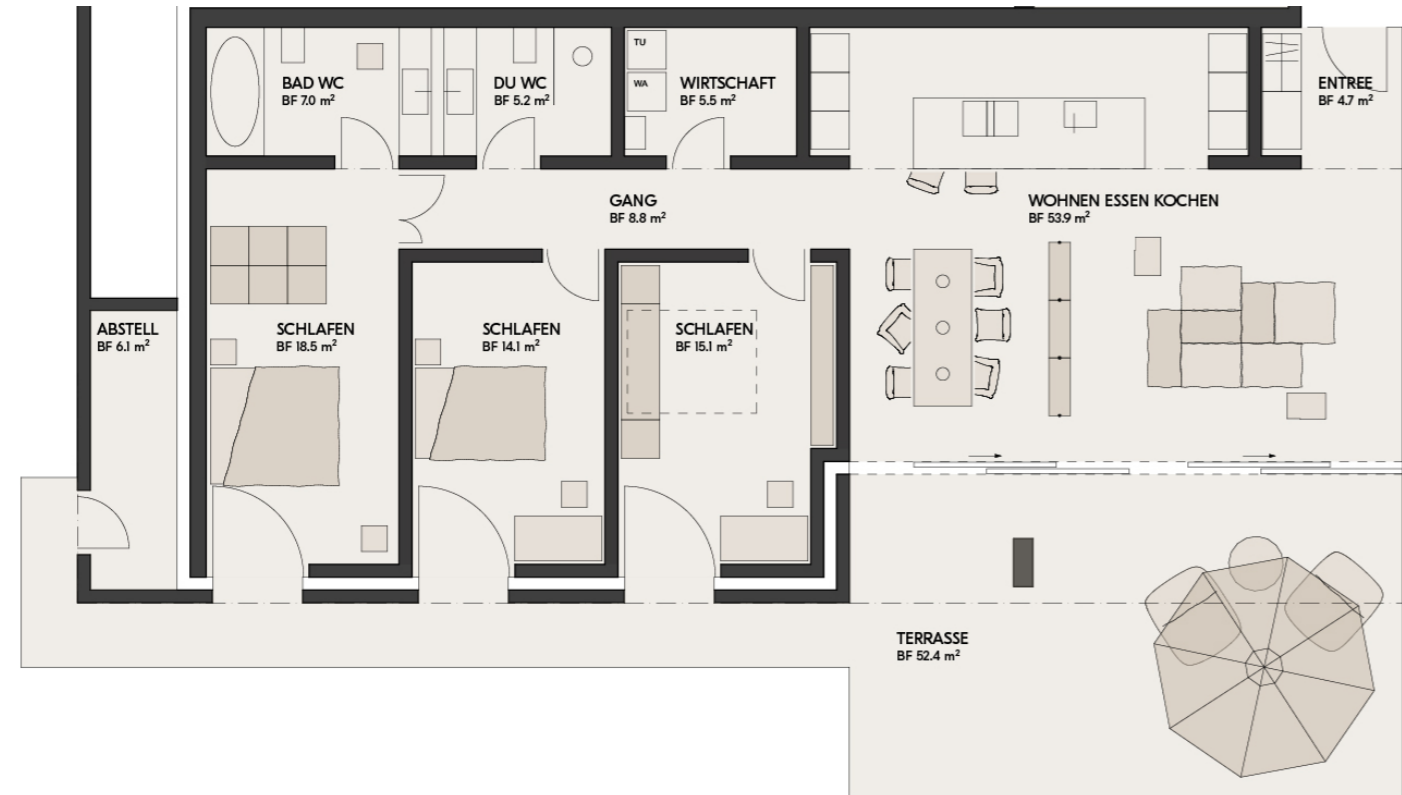 TU
WA
BAD WC
BF 7.0 m²
DU WC
BF 5.2 m²
WIRTSCHAFT
BF 5.5 m²
ENTREE
BF 4.7 m²
GANG
BF 8.8 m²
WOHNEN ESSEN KOCHEN
BF 53.9 m²
ABSTELL
BF 6.1 m²
SCHLAFEN
BF 18.5 m²
SCHLAFEN
BF 14.1 m²
SCHLAFEN
BF 15.1 m²
TERRASSE
BF 52.4 m²